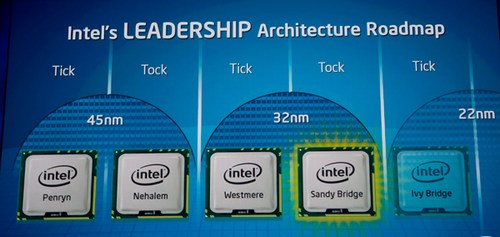 Intel's LEADERSHIP Architecture Roadmap
Tick Tock Tick Tock Tick
45nm 32nm 22nm
intel intel intel intel intel
Penryn Nehalem Westmere Sandy Bridge Ivy Bridge